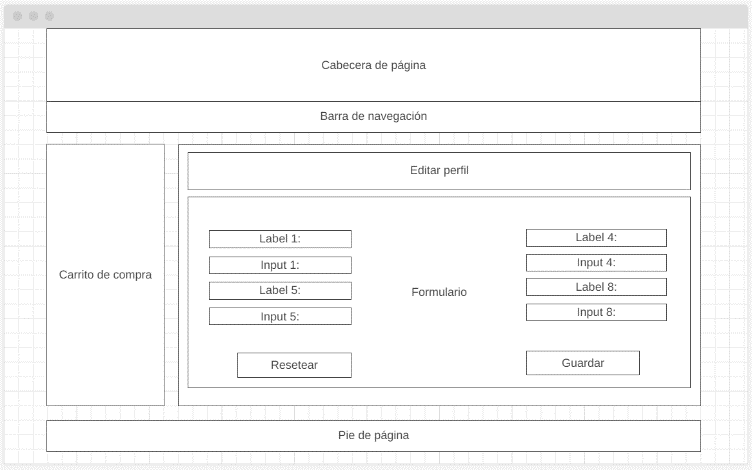 Cabecera de página
Barra de navegación
Carrito de compra
Editar perfil
Formulario
Label 1:
Input 1:
Label 5:
Input 5:
Resetear
Label 4:
Input 4:
Label 8:
Input 8:
Guardar
Pie de página